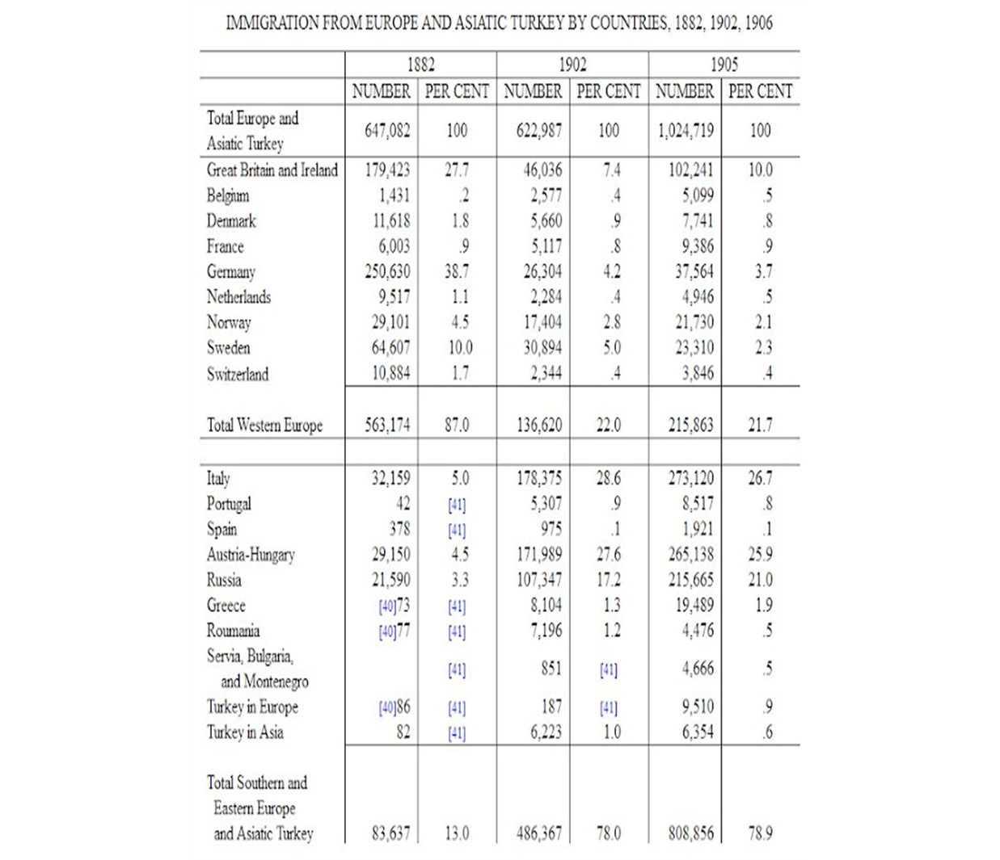 IMMIGRATION FROM EUROPE AND ASIATIC TURKEY BY COUNTRIES, 1882, 1902, 1906
1882 1902 1905
NUMBER PER CENT NUMBER PER CENT NUMBER PER CENT
Total Europe and
Asiatic Turkey 647,082 100 622,987 100 1,024,719 100
Great Britain and Ireland 179,423 27.7 46,036 7.4 102,241 10.0
Belgium 1,431 .2 2,577 .4 5,099 .5
Denmark 11,618 1.8 5,660 .9 7,741 .8
France 6,003 .9 5,117 .8 9,386 .9
Germany 250,630 38.7 26,304 4.2 37,564 3.7
Netherlands 9,517 1.1 2,284 .4 4,946 .5
Norway 29,101 4.5 17,404 2.8 21,730 2.1
Sweden 64,607 10.0 30,894 5.0 23,310 2.3
Switzerland 10,884 1.7 2,344 .4 3,846 .4
Total Western Europe 563,174 87.0 136,620 22.0 215,863 21.7
Italy 32,159 5.0 178,375 28.6 273,120 26.7
Portugal 42 [41] 5,307 .9 8,517 .8
Spain 378 [41] 975 .1 1,921 .1
Austria-Hungary 29,150 4.5 171,989 27.6 265,138 25.9
Russia 21,590 3.3 107,347 17.2 215,665 21.0
Greece [40]73 [41] 8,104 1.3 19,489 1.9
Roumania [40]77 [41] 7,196 1.2 4,476 .5
Servia, Bulgaria,
and Montenegro [41] 851 [41] 4,666 .5
Turkey in Europe [40]86 [41] 187 [41] 9,510 .9
Turkey in Asia 82 [41] 6,223 1.0 6,354 .6
Total Southern and
Eastern Europe
and Asiatic Turkey 83,637 13.0 486,367 78.0 808,856 78.9